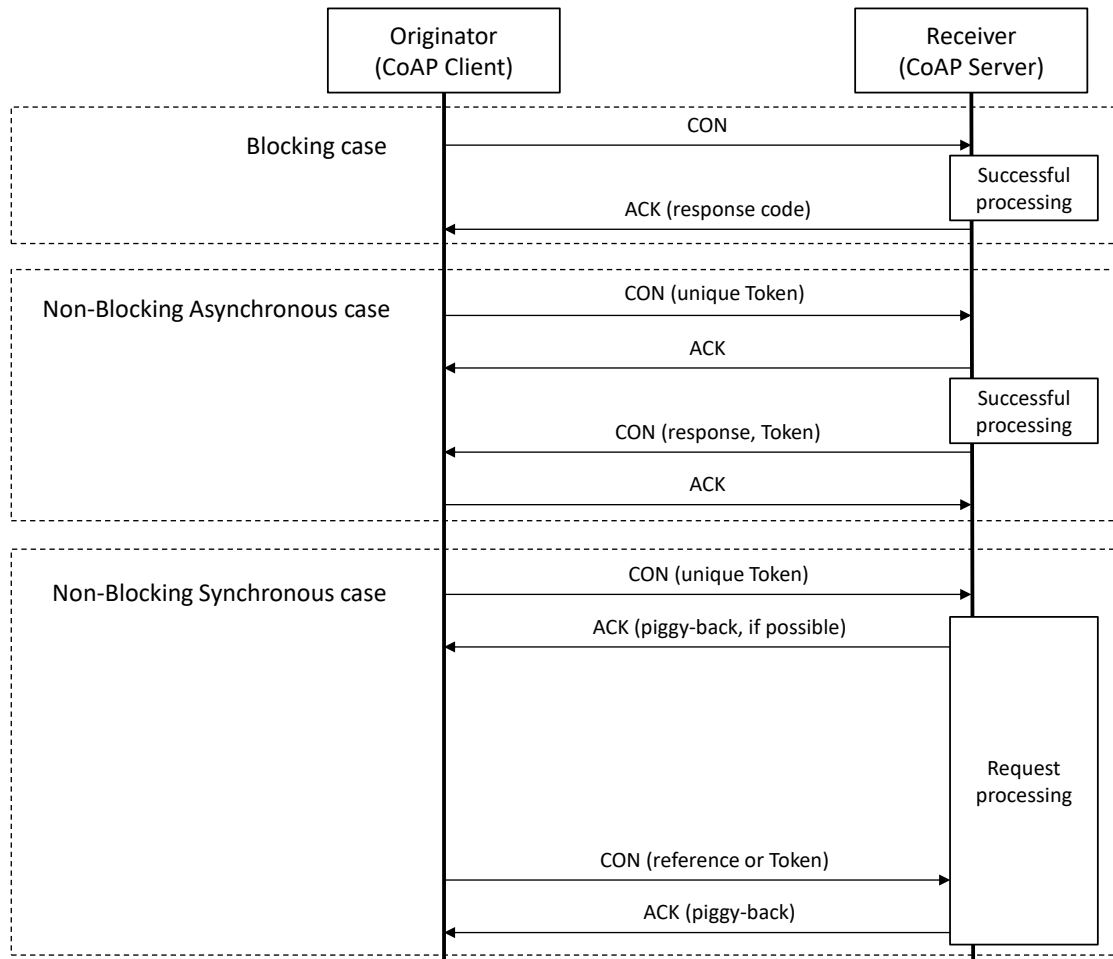 Originator
(CoAP Client)
Receiver
(CoAP Server)
Blocking case
CON
Successful
processing
ACK (response code)
Non-Blocking Asynchronous case
CON (unique Token)
ACK
Successful
processing
CON (response, Token)
ACK
Non-Blocking Synchronous case
CON (unique Token)
ACK (piggy-back, if possible)
Request
processing
CON (reference or Token)
ACK (piggy-back)